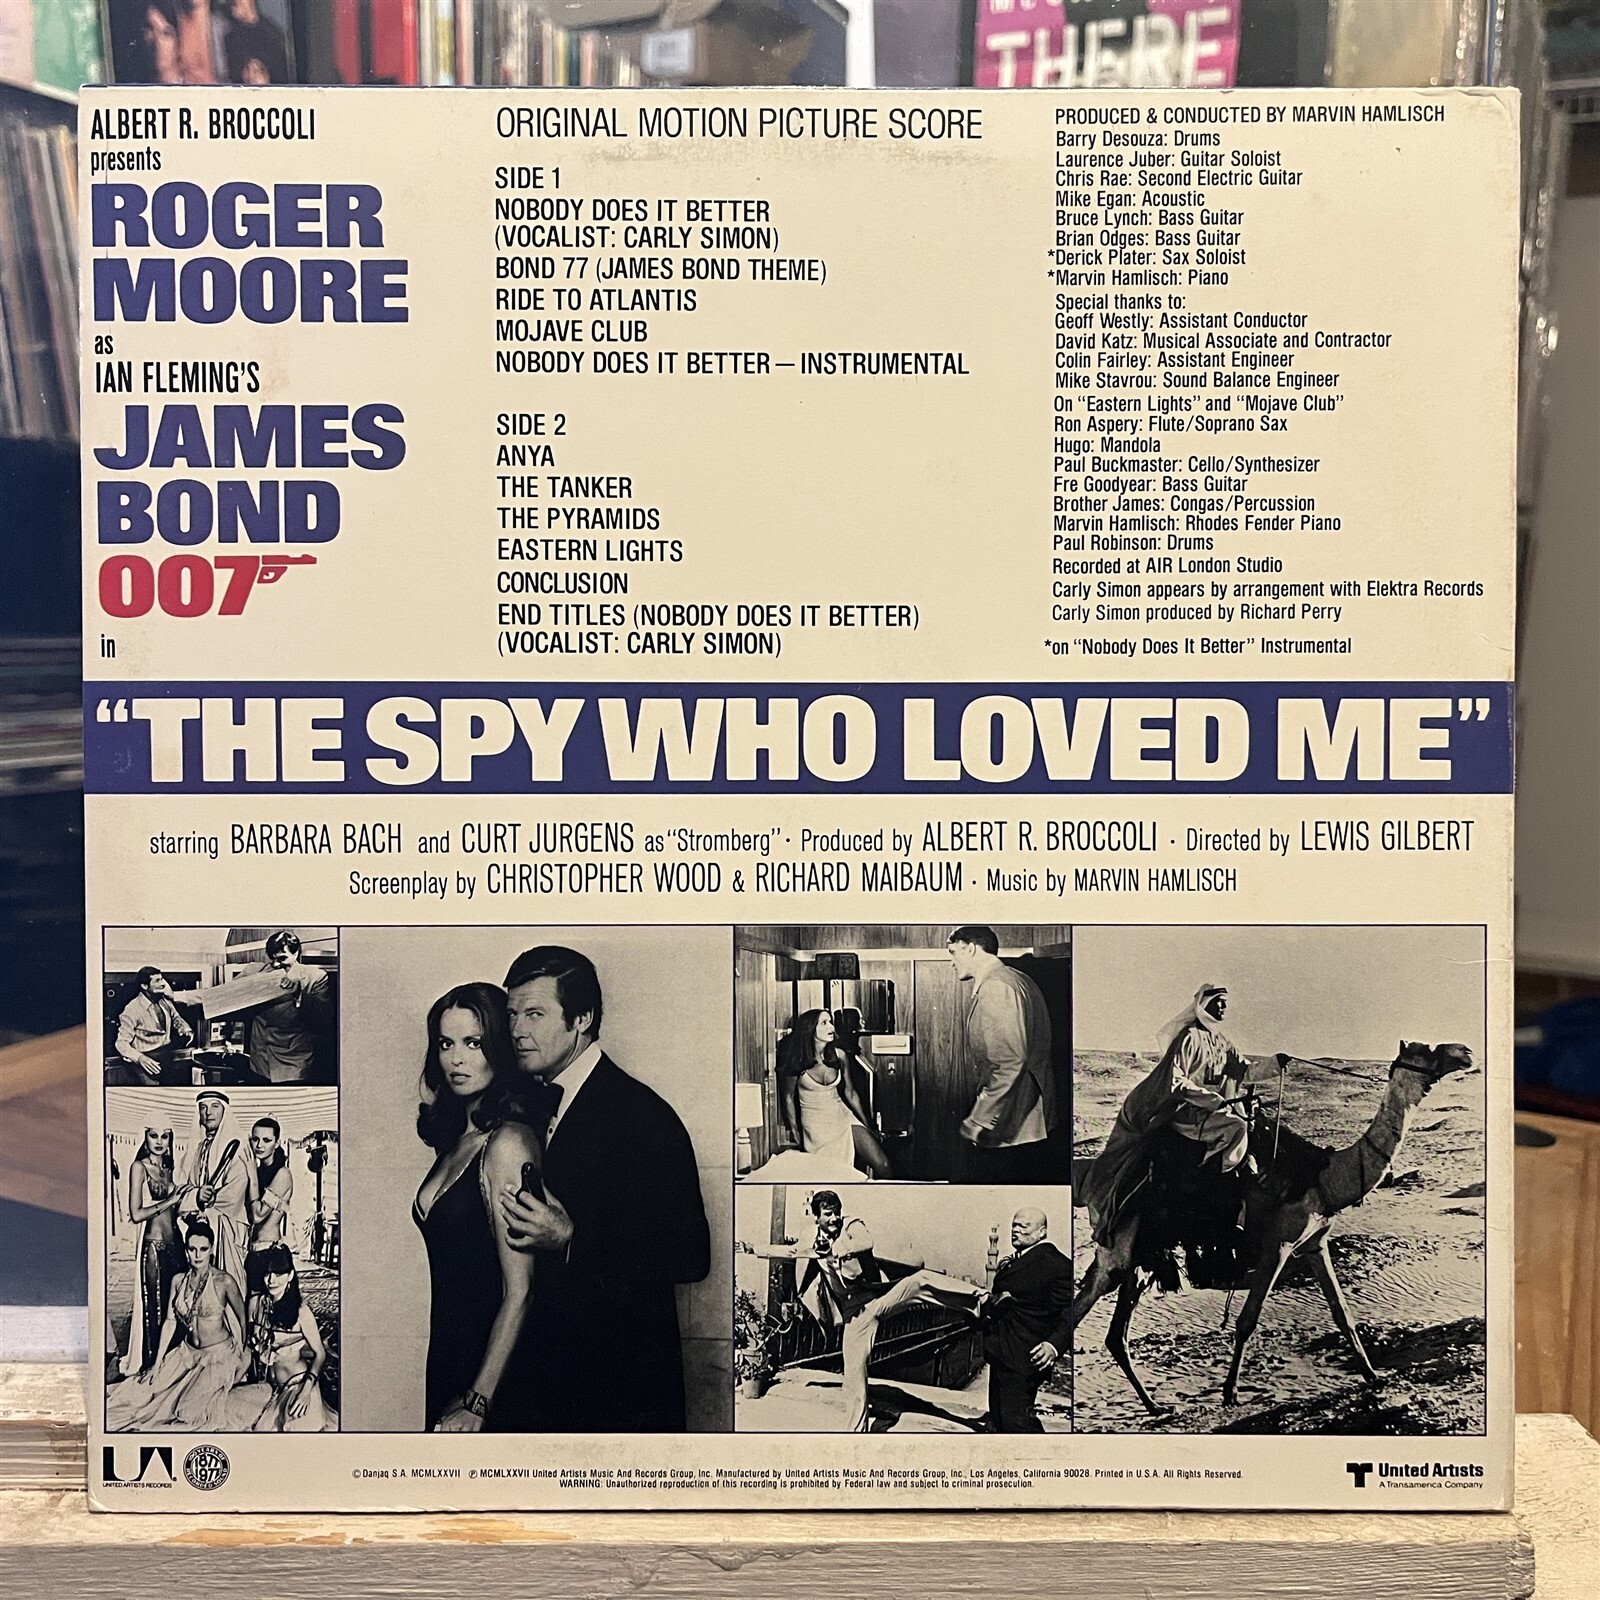 THERE
ALBERT R. BROCCOLI
presents
ROGER
MOORE
as
IAN FLEMING'S
JAMES
BOND
007
in
ORIGINAL MOTION PICTURE SCORE
SIDE 1
NOBODY DOES IT BETTER
(VOCALIST: CARLY SIMON)
BOND 77 (JAMES BOND THEME)
RIDE TO ATLANTIS
MOJAVE CLUB
NOBODY DOES IT BETTER—INSTRUMENTAL
SIDE 2
ANYA
THE TANKER
THE PYRAMIDS
EASTERN LIGHTS
CONCLUSION
END TITLES (NOBODY DOES IT BETTER)
(VOCALIST: CARLY SIMON)
PRODUCED & CONDUCTED BY MARVIN HAMLISCH
Barry Desouza: Drums
Laurence Juber: Guitar Soloist
Chris Rae: Second Electric Guitar
Mike Egan: Acoustic
Bruce Lynch: Bass Guitar
Brian Odges: Bass Guitar
*Derick Plater: Sax Soloist
*Marvin Hamlisch: Piano
Special thanks to:
Geoff Westly: Assistant Conductor
David Katz: Musical Associate and Contractor
Colin Fairley: Assistant Engineer
Mike Stavrou: Sound Balance Engineer
On “Eastern Lights” and “Mojave Club”
Ron Aspery: Flute/Soprano Sax
Hugo: Mandola
Paul Buckmaster: Cello/Synthesizer
Fre Goodyear: Bass Guitar
Brother James: Congas/Percussion
Marvin Hamlisch: Rhodes Fender Piano
Paul Robinson: Drums
Recorded at AIR London Studio
Carly Simon appears by arrangement with Elektra Records
Carly Simon produced by Richard Perry
*on “Nobody Does It Better” Instrumental
“THE SPY WHO LOVED ME”
starring BARBARA BACH and CURT JURGENS as “Stromberg” · Produced by ALBERT R. BROCCOLI · Directed by LEWIS GILBERT
Screenplay by CHRISTOPHER WOOD & RICHARD MAIBAUM · Music by MARVIN HAMLISCH
UA
UNITED ARTISTS RECORDS
1877
1977
© Danjaq S.A. MCMLXXVII ℗ MCMLXXVII United Artists Music And Records Group, Inc. Manufactured by United Artists Music And Records Group, Inc., Los Angeles, California 90028. Printed in U.S.A. All Rights Reserved.
WARNING: Unauthorized reproduction of this recording is prohibited by Federal law and subject to criminal prosecution.
United Artists
A Transamerica Company